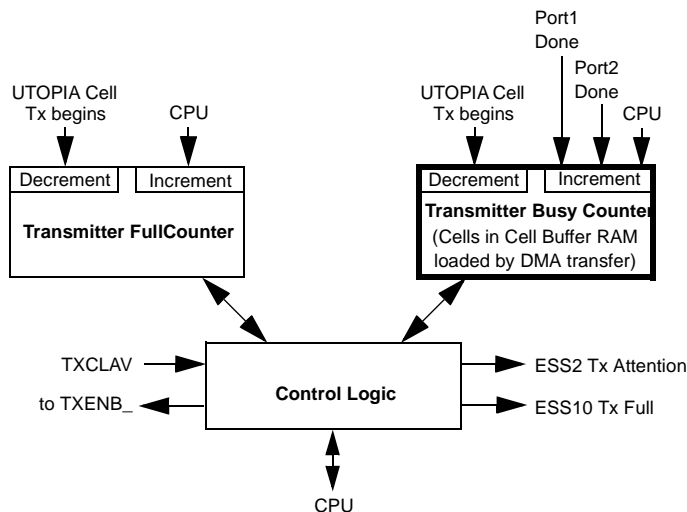 Port1
Done
Port2
Done
UTOPIA Cell
Tx begins
CPU
UTOPIA Cell
Tx begins
CPU
Decrement
Increment
Transmitter FullCounter
Decrement
Increment
Transmitter Busy Counter
(Cells in Cell Buffer RAM
loaded by DMA transfer)
TXCLAV
to TXENB_
Control Logic
ESS2 Tx Attention
ESS10 Tx Full
CPU